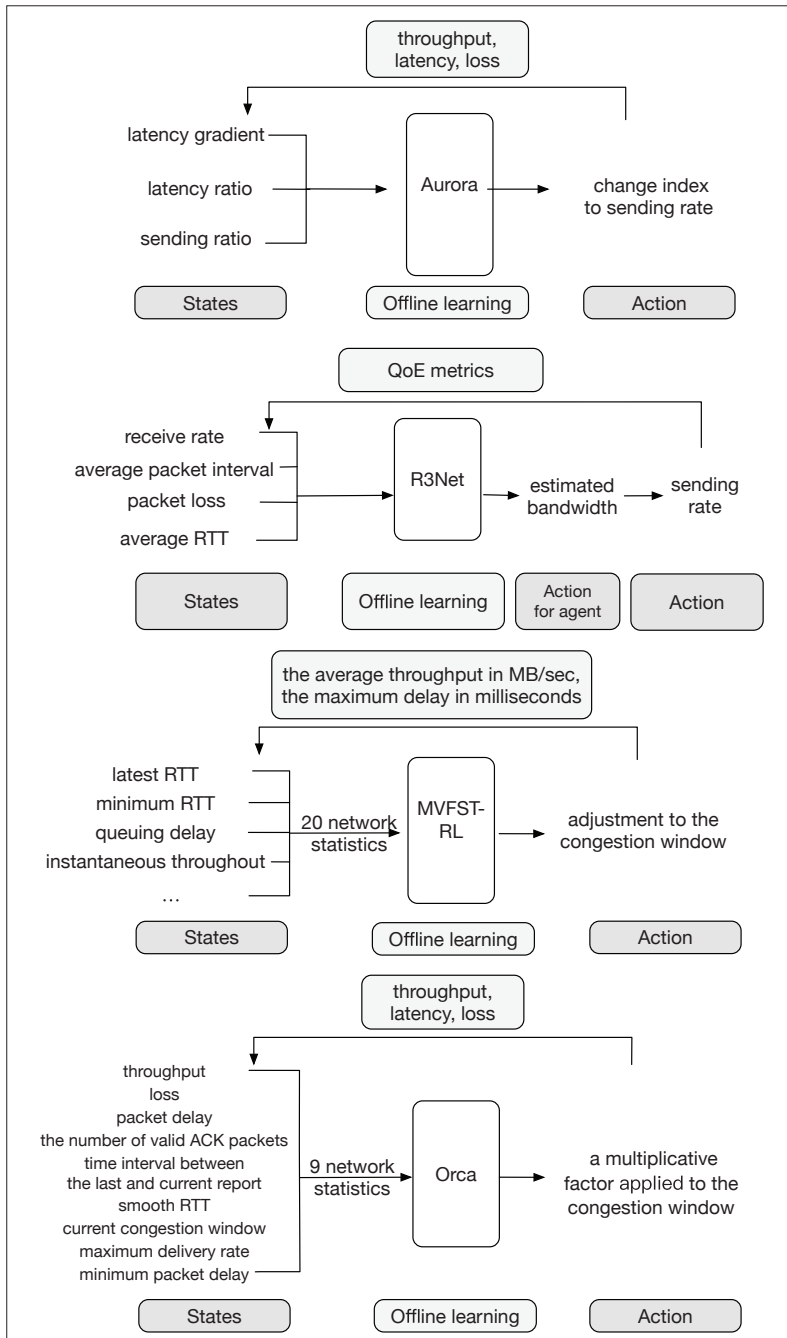 throughput,
latency, loss
latency gradient
latency ratio
sending ratio
Aurora
change index
to sending rate
States
Offline learning
Action
QoE metrics
receive rate
average packet interval
packet loss
average RTT
R3Net
estimated
bandwidth
sending
rate
States
Offline learning
Action
for agent
Action
the average throughput in MB/sec,
the maximum delay in milliseconds
latest RTT
minimum RTT
queuing delay
instantaneous throughout
...
20 network
statistics
MVFST-
RL
adjustment to the
congestion window
States
Offline learning
Action
throughput,
latency, loss
throughput
loss
packet delay
the number of valid ACK packets
time interval between
the last and current report
smooth RTT
current congestion window
maximum delivery rate
minimum packet delay
9 network
statistics
Orca
a multiplicative
factor applied to the
congestion window
States
Offline learning
Action